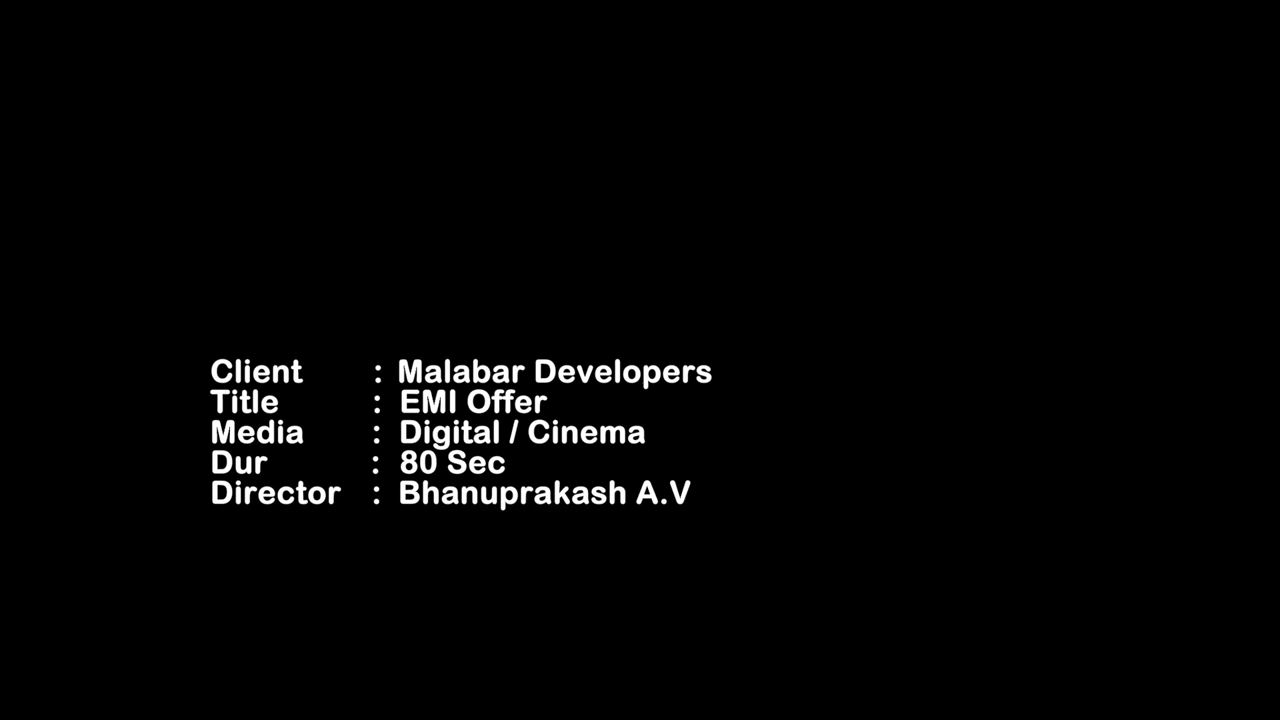 Client : Malabar Developers
Title : EMI Offer
Media : Digital / Cinema
Dur : 80 Sec
Director : Bhanuprakash A.V